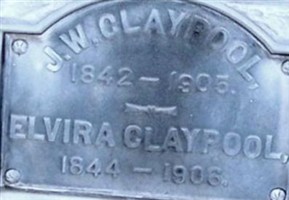 J.W. CLAYPOOL,
1842 – 1905.
ELVIRA CLAYPOOL,
1844 – 1906.